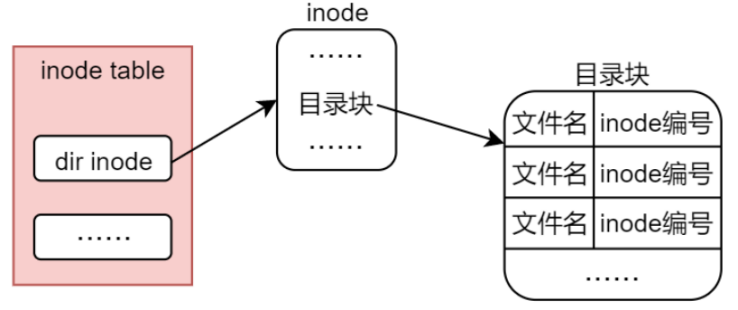 inode table
dir inode
……
inode
……
目录块
……
目录块
文件名 inode编号
文件名 inode编号
文件名 inode编号
……